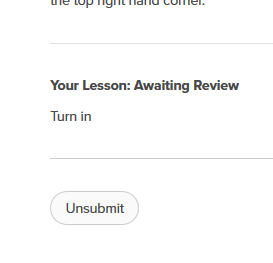 the top right hand corner.
Your Lesson: Awaiting Review
Turn in
Unsubmit